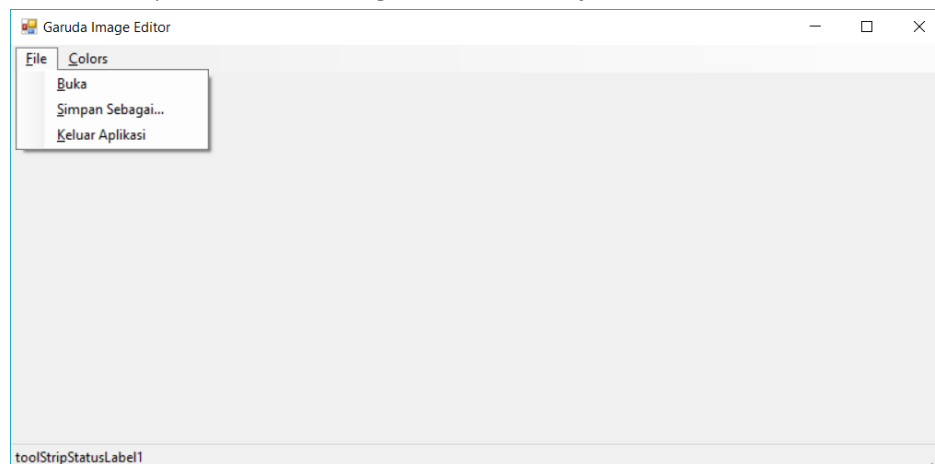 Garuda Image Editor
File Colors
Buka
Simpan Sebagai...
Keluar Aplikasi
toolStripStatusLabel1